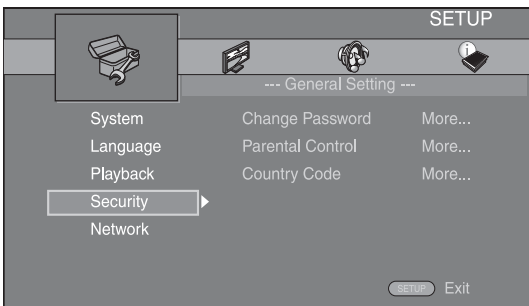 SETUP
--- General Setting ---
System Change Password More...
Language Parental Control More...
Playback Country Code More...
Security
Network
SETUP Exit